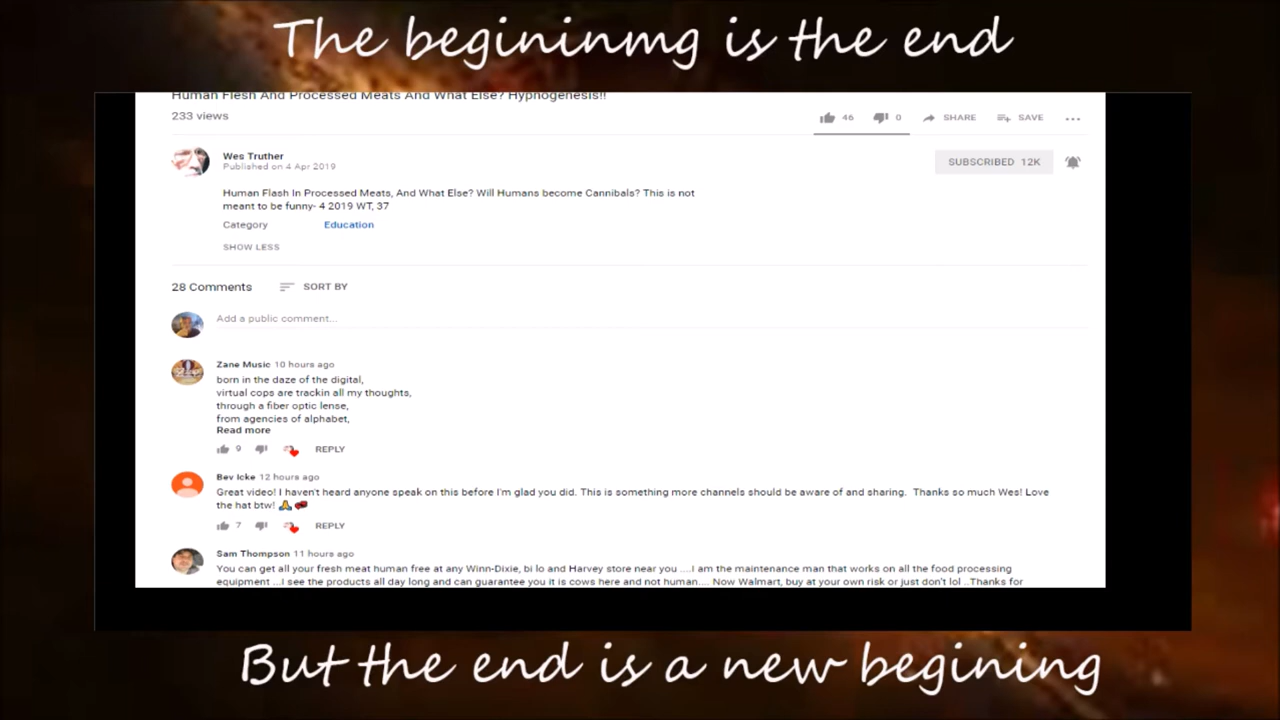 The begininmg is the end
Human Flesh And Processed Meats And What Else? Hypnogenesis!!
233 views
46 0 SHARE SAVE ...
Wes Truther
Published on 4 Apr 2019
SUBSCRIBED 12K
Human Flash In Processed Meats, And What Else? Will Humans become Cannibals? This is not
meant to be funny- 4 2019 WT, 37
Category Education
SHOW LESS
28 Comments SORT BY
Add a public comment...
Zane Music 10 hours ago
born in the daze of the digital,
virtual cops are trackin all my thoughts,
through a fiber optic lense,
from agencies of alphabet,
Read more
9 REPLY
Bev Icke 12 hours ago
Great video! I haven't heard anyone speak on this before I'm glad you did. This is something more channels should be aware of and sharing. Thanks so much Wes! Love
the hat btw! 🙏
7 REPLY
Sam Thompson 11 hours ago
You can get all your fresh meat human free at any Winn-Dixie, bi lo and Harvey store near you ....I am the maintenance man that works on all the food processing
equipment ...I see the products all day long and can guarantee you it is cows here and not human.... Now Walmart, buy at your own risk or just don't lol ..Thanks for
But the end is a new begining